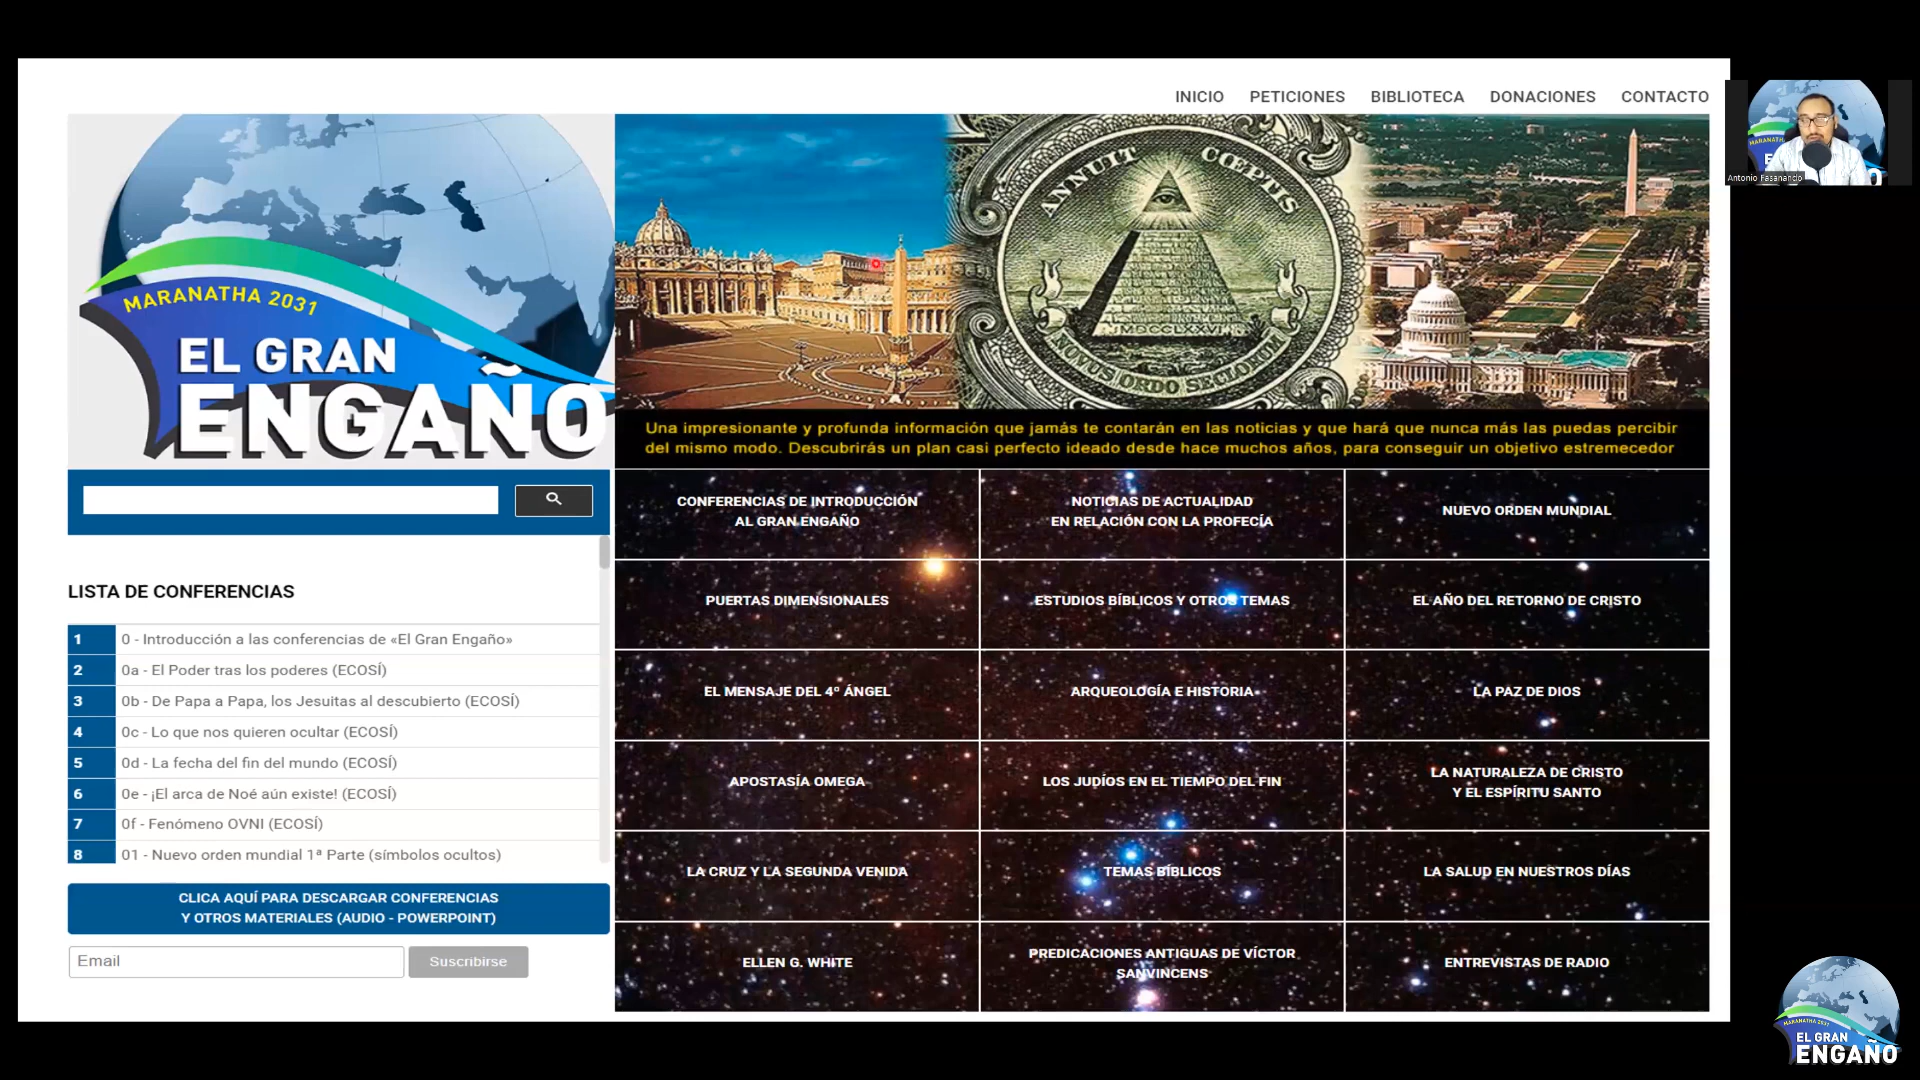 INICIO PETICIONES BIBLIOTECA DONACIONES CONTACTO
MARANATHA 2031
EL GRAN
ENGAÑO
ANNUIT CŒPTIS
MDCCLXXVI
NOVUS ORDO SECLORUM
Una impresionante y profunda información que jamás te contarán en las noticias y que hará que nunca más las puedas percibir
del mismo modo. Descubrirás un plan casi perfecto ideado desde hace muchos años, para conseguir un objetivo estremecedor
LISTA DE CONFERENCIAS
1 0 - Introducción a las conferencias de «El Gran Engaño»
2 0a - El Poder tras los poderes (ECOSÍ)
3 0b - De Papa a Papa, los Jesuitas al descubierto (ECOSÍ)
4 0c - Lo que nos quieren ocultar (ECOSÍ)
5 0d - La fecha del fin del mundo (ECOSÍ)
6 0e - ¡El arca de Noé aún existe! (ECOSÍ)
7 0f - Fenómeno OVNI (ECOSÍ)
8 01 - Nuevo orden mundial 1ª Parte (símbolos ocultos)
CLICA AQUÍ PARA DESCARGAR CONFERENCIAS
Y OTROS MATERIALES (AUDIO - POWERPOINT)
Email Suscribirse
CONFERENCIAS DE INTRODUCCIÓN
AL GRAN ENGAÑO
NOTICIAS DE ACTUALIDAD
EN RELACIÓN CON LA PROFECÍA
NUEVO ORDEN MUNDIAL
PUERTAS DIMENSIONALES
ESTUDIOS BÍBLICOS Y OTROS TEMAS
EL AÑO DEL RETORNO DE CRISTO
EL MENSAJE DEL 4º ÁNGEL
ARQUEOLOGÍA E HISTORIA
LA PAZ DE DIOS
APOSTASÍA OMEGA
LOS JUDÍOS EN EL TIEMPO DEL FIN
LA NATURALEZA DE CRISTO
Y EL ESPÍRITU SANTO
LA CRUZ Y LA SEGUNDA VENIDA
TEMAS BÍBLICOS
LA SALUD EN NUESTROS DÍAS
ELLEN G. WHITE
PREDICACIONES ANTIGUAS DE VÍCTOR
SANVINCENS
ENTREVISTAS DE RADIO
MARANATHA
Antonio Fasanando
MARANATHA 2031
EL GRAN
ENGAÑO